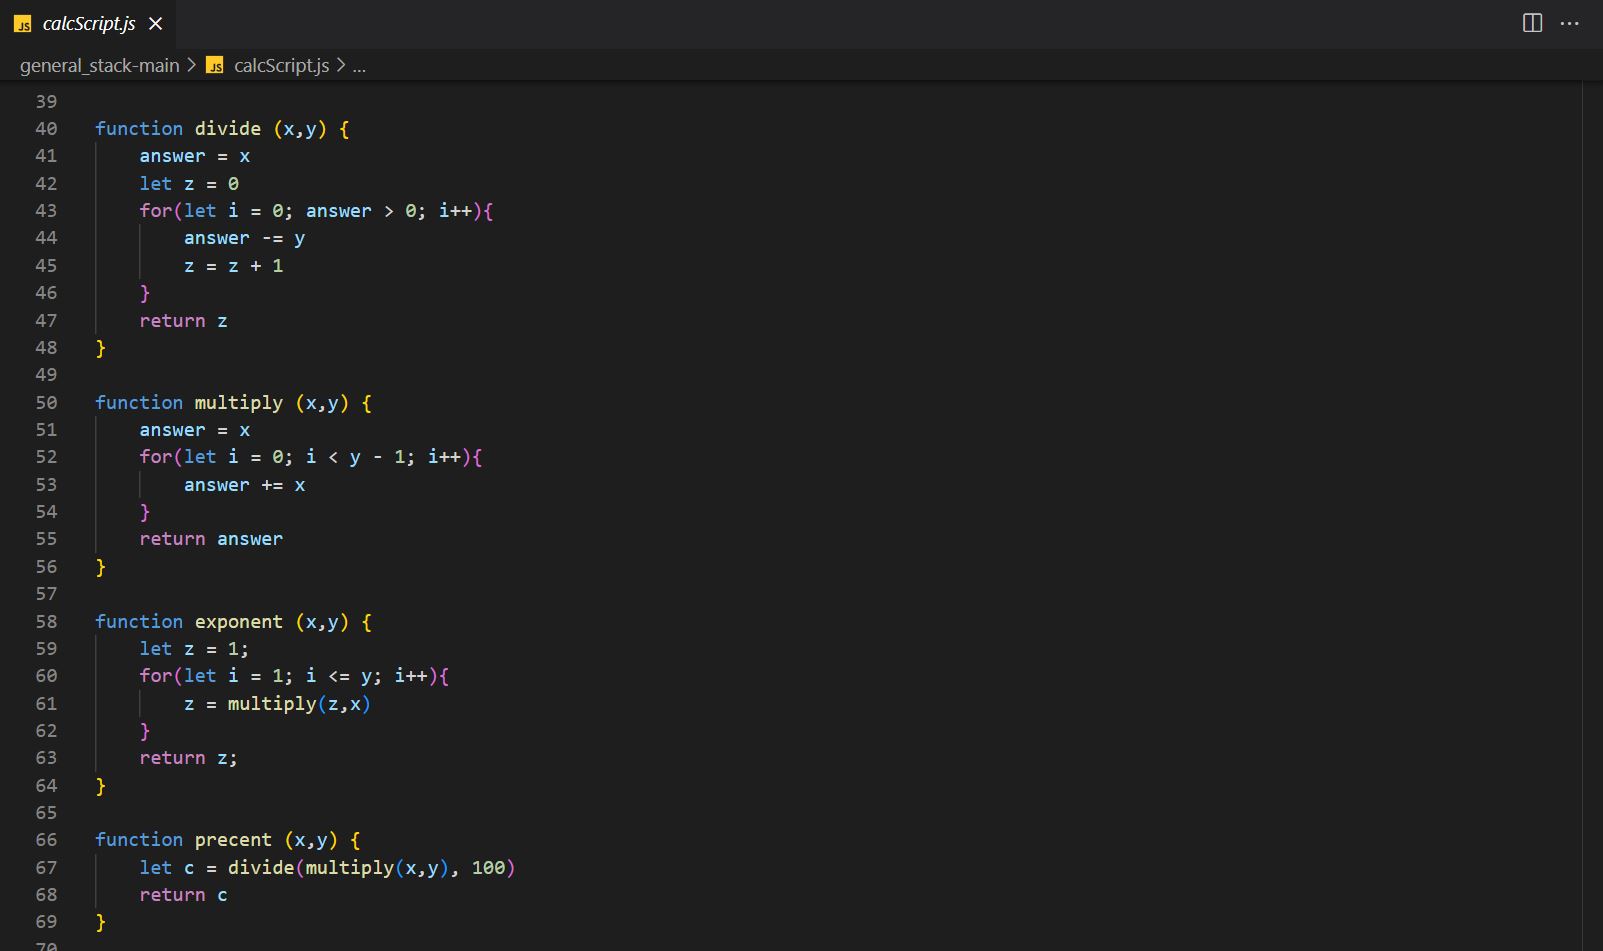 JS calcScript.js ×
general_stack-main > JS calcScript.js > ...
39
40 function divide (x,y) {
41     answer = x
42     let z = 0
43     for(let i = 0; answer > 0; i++){
44         answer -= y
45         z = z + 1
46     }
47     return z
48 }
49
50 function multiply (x,y) {
51     answer = x
52     for(let i = 0; i < y - 1; i++){
53         answer += x
54     }
55     return answer
56 }
57
58 function exponent (x,y) {
59     let z = 1;
60     for(let i = 1; i <= y; i++){
61         z = multiply(z,x)
62     }
63     return z;
64 }
65
66 function precent (x,y) {
67     let c = divide(multiply(x,y), 100)
68     return c
69 }
70